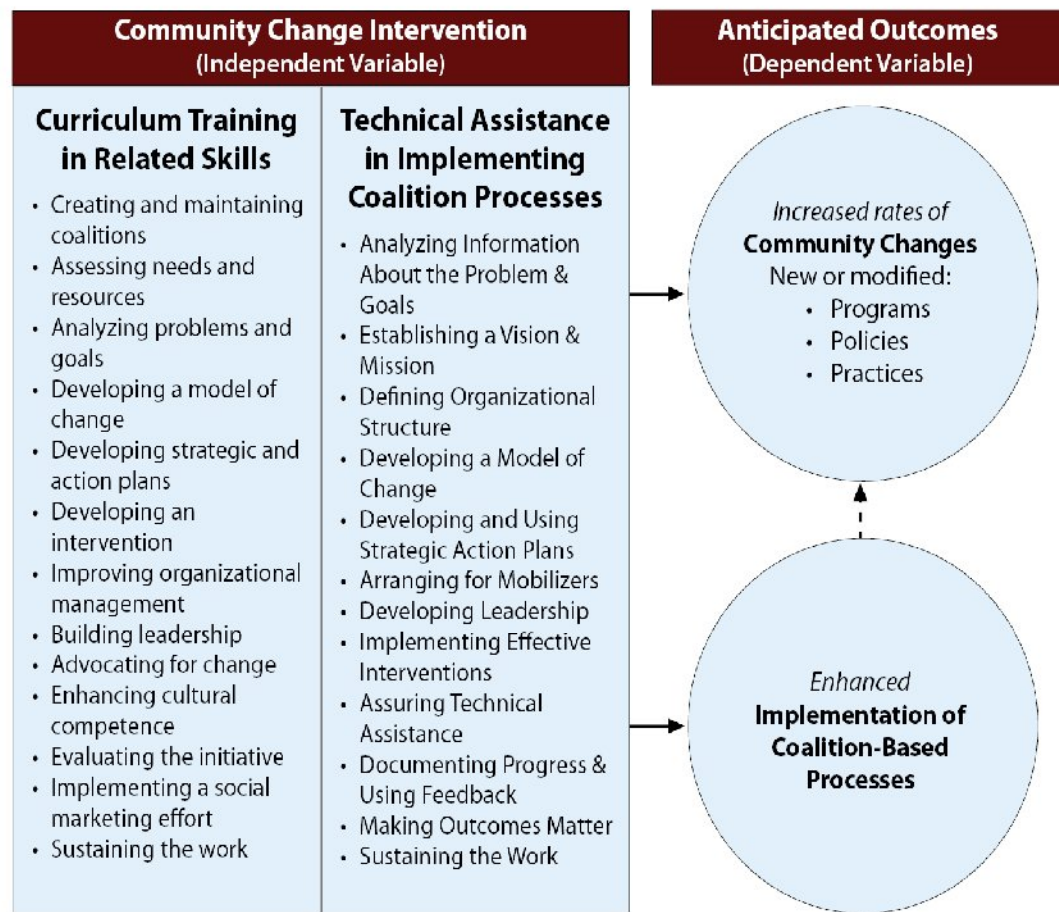 Community Change Intervention
(Independent Variable)
Curriculum Training
in Related Skills
• Creating and maintaining
coalitions
• Assessing needs and
resources
• Analyzing problems and
goals
• Developing a model of
change
• Developing strategic and
action plans
• Developing an
intervention
• Improving organizational
management
• Building leadership
• Advocating for change
• Enhancing cultural
competence
• Evaluating the initiative
• Implementing a social
marketing effort
• Sustaining the work
Technical Assistance
in Implementing
Coalition Processes
• Analyzing Information
About the Problem &
Goals
• Establishing a Vision &
Mission
• Defining Organizational
Structure
• Developing a Model of
Change
• Developing and Using
Strategic Action Plans
• Arranging for Mobilizers
• Developing Leadership
• Implementing Effective
Interventions
• Assuring Technical
Assistance
• Documenting Progress &
Using Feedback
• Making Outcomes Matter
• Sustaining the Work
Anticipated Outcomes
(Dependent Variable)
Increased rates of
Community Changes
New or modified:
• Programs
• Policies
• Practices
Enhanced
Implementation of
Coalition-Based
Processes